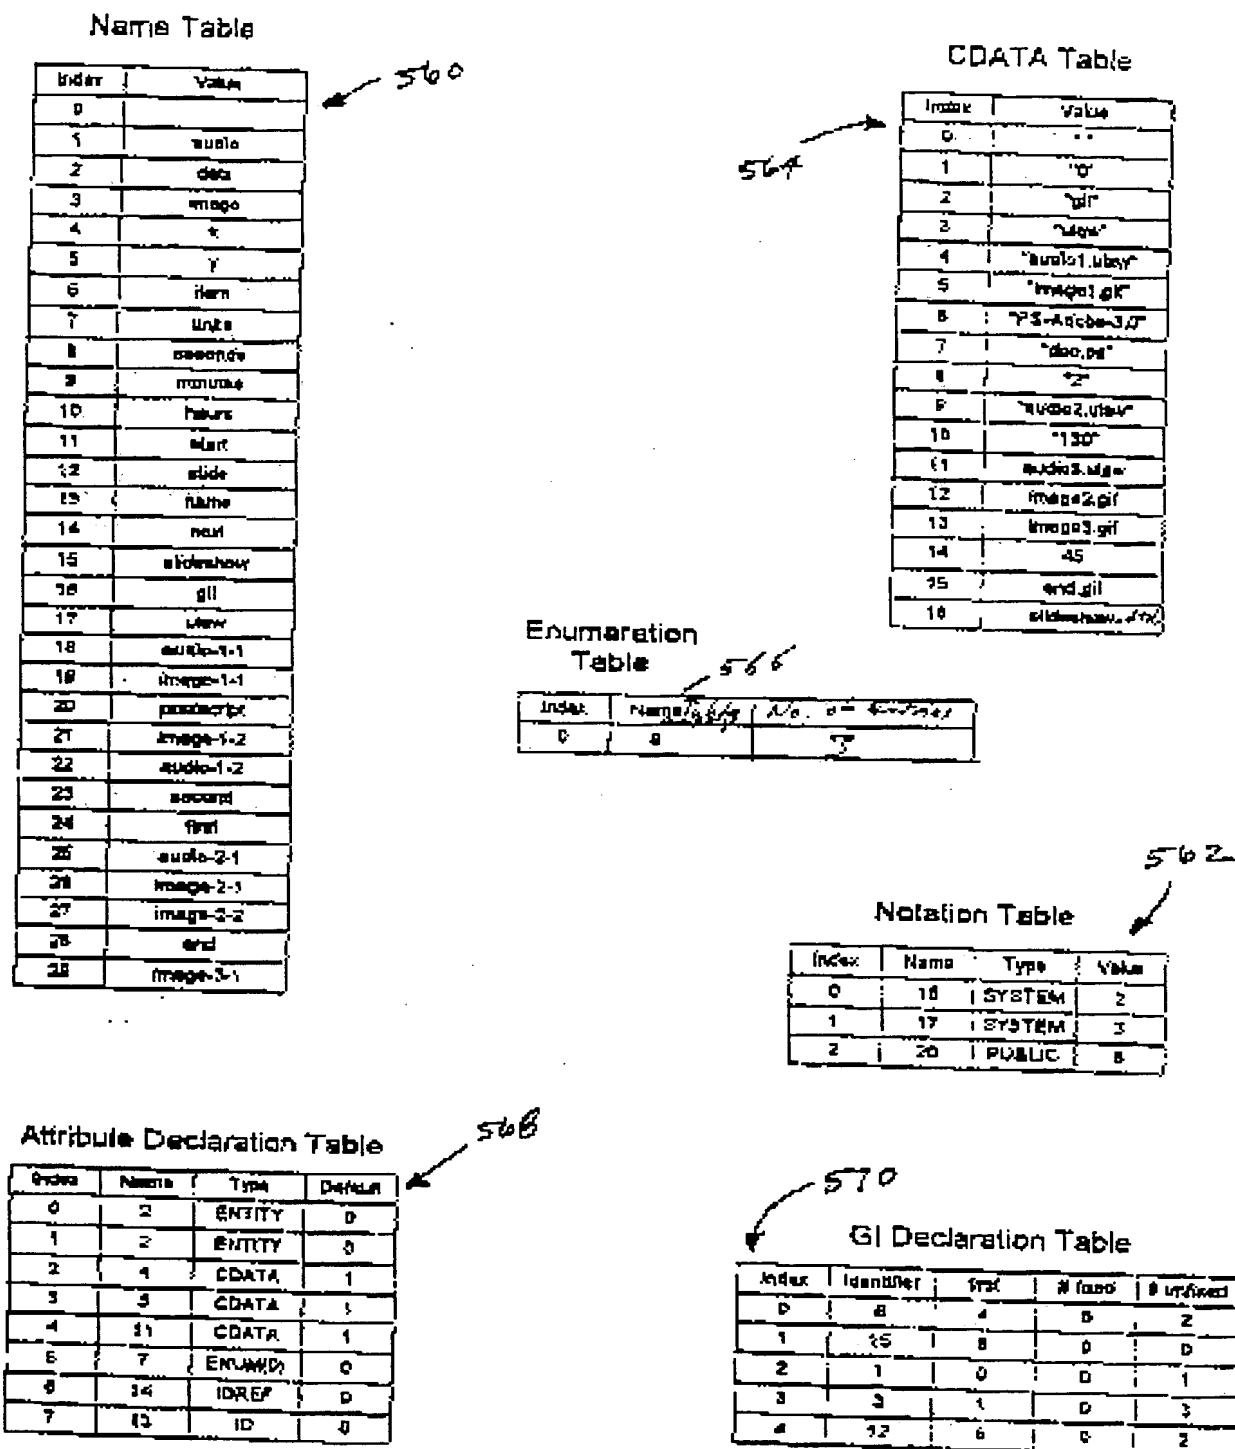 Name Table
560
Index Value
0
1 audio
2 data
3 image
4 x
5 y
6 item
7 units
8 seconds
9 minutes
10 hours
11 start
12 slide
13 name
14 next
15 slideshow
16 gif
17 ulaw
18 audio-1-1
19 image-1-1
20 postscript
21 image-1-2
22 audio-1-2
23 second
24 first
25 audio-2-1
26 image-2-1
27 image-2-2
28 end
29 image-3-1
CDATA Table
564
Index Value
0 ""
1 "0"
2 "gif"
3 "ulaw"
4 "audio1.ulaw"
5 "image1.gif"
6 "PS-Adobe-3.0"
7 "doc.ps"
8 "2"
9 "audio2.ulaw"
10 "130"
11 audio3.ulaw
12 image2.gif
13 image3.gif
14 45
15 end.gif
16 slideshow.
Enumaration
Table
566
Index Name No. of Entries
0 8 3
562
Notation Table
Index Name Type Value
0 16 SYSTEM 2
1 17 SYSTEM 3
2 20 PUBLIC 6
Attribute Declaration Table
568
Index Name Type Default
0 2 ENTITY 0
1 2 ENTITY 0
2 4 CDATA 1
3 5 CDATA 1
4 11 CDATA 1
5 7 ENUM(0) 0
6 14 IDREF 0
7 13 ID 0
570
GI Declaration Table
Index Identifier first # fixed # unfixed
0 6 4 0 2
1 15 8 0 0
2 1 0 0 1
3 3 1 0 3
4 12 6 0 2